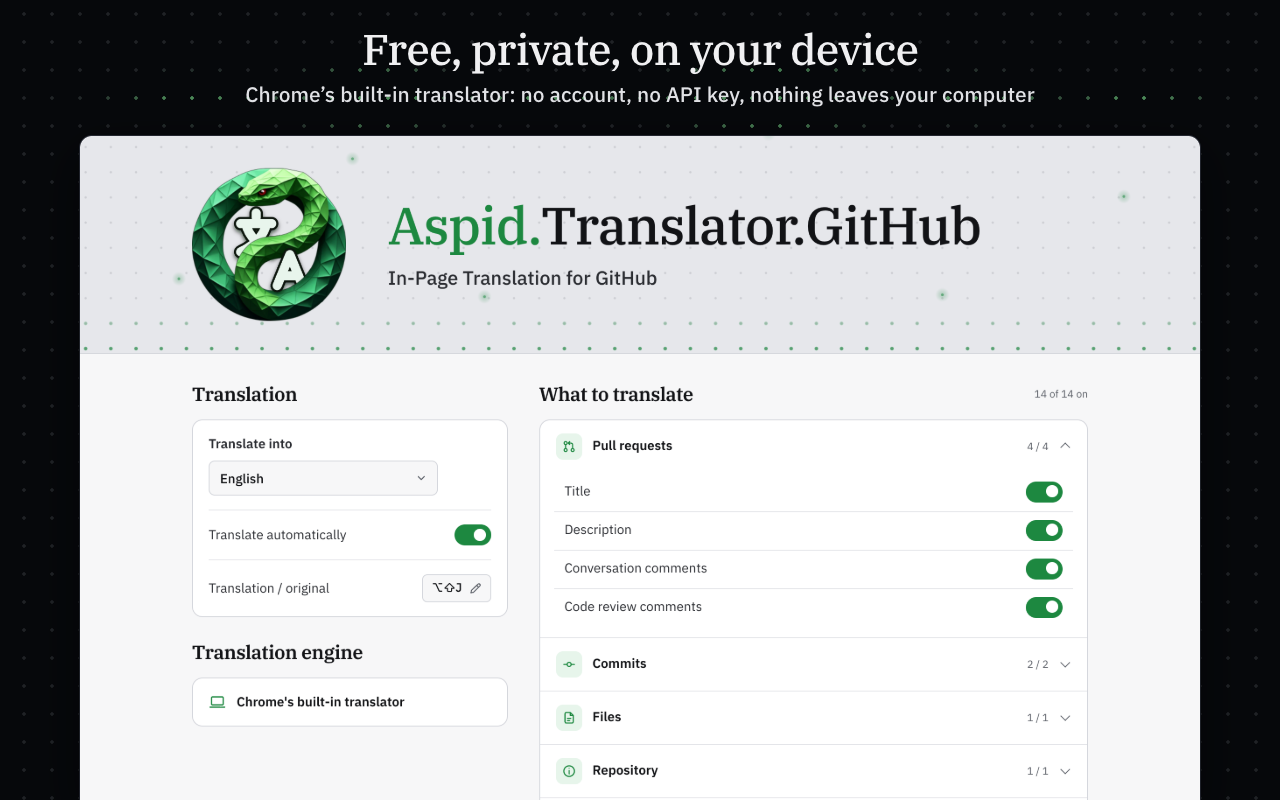 Free, private, on your device
Chrome’s built-in translator: no account, no API key, nothing leaves your computer
文
A
Aspid.Translator.GitHub
In-Page Translation for GitHub
Translation
Translate into
English
Translate automatically
Translation / original
⌥⇧J
Translation engine
Chrome's built-in translator
What to translate
14 of 14 on
Pull requests
4 / 4
Title
Description
Conversation comments
Code review comments
Commits
2 / 2
Files
1 / 1
Repository
1 / 1